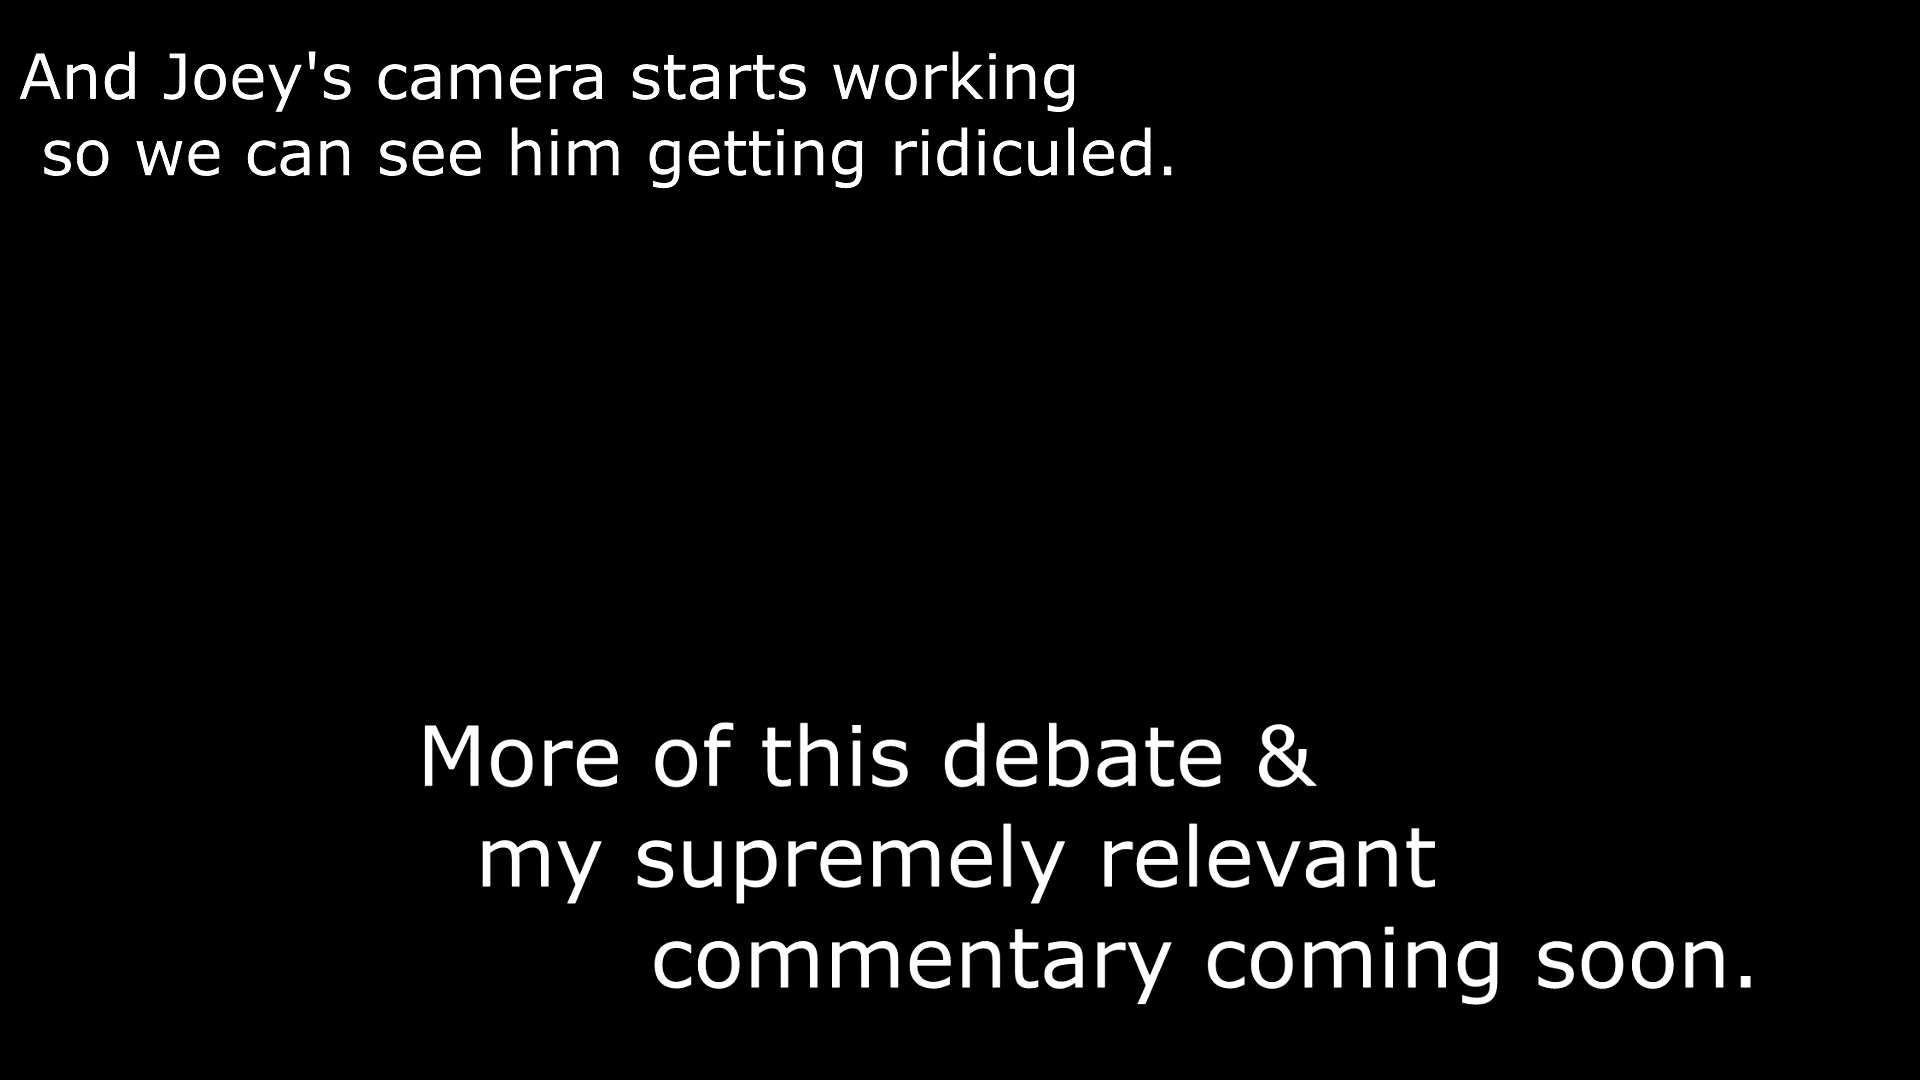 And Joey's camera starts working
so we can see him getting ridiculed.
More of this debate &
my supremely relevant
commentary coming soon.